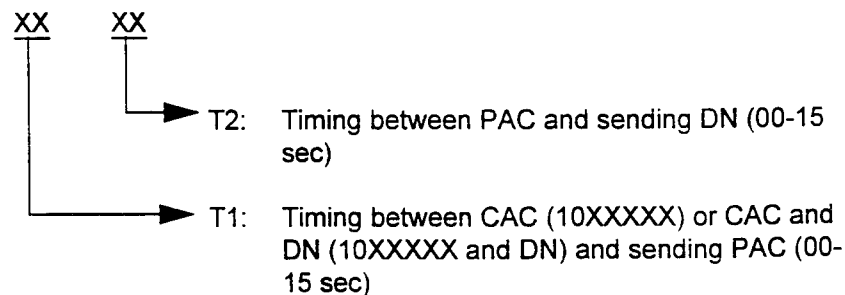 XX XX
T2: Timing between PAC and sending DN (00-15
sec)
T1: Timing between CAC (10XXXXX) or CAC and
DN (10XXXXX and DN) and sending PAC (00-
15 sec)